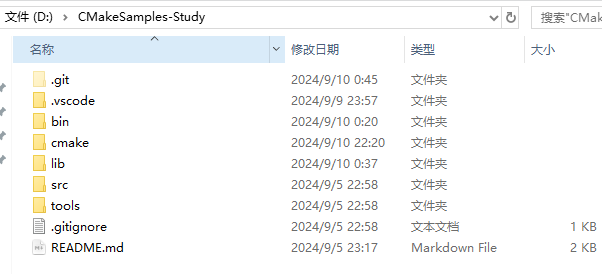 文件 (D:) > CMakeSamples-Study 搜索"CMa
名称 修改日期 类型 大小
.git 2024/9/10 0:45 文件夹
.vscode 2024/9/9 23:57 文件夹
bin 2024/9/10 0:20 文件夹
cmake 2024/9/10 22:20 文件夹
lib 2024/9/10 0:37 文件夹
src 2024/9/5 22:58 文件夹
tools 2024/9/5 22:58 文件夹
.gitignore 2024/9/5 22:58 文本文档 1 KB
README.md 2024/9/5 23:17 Markdown File 2 KB